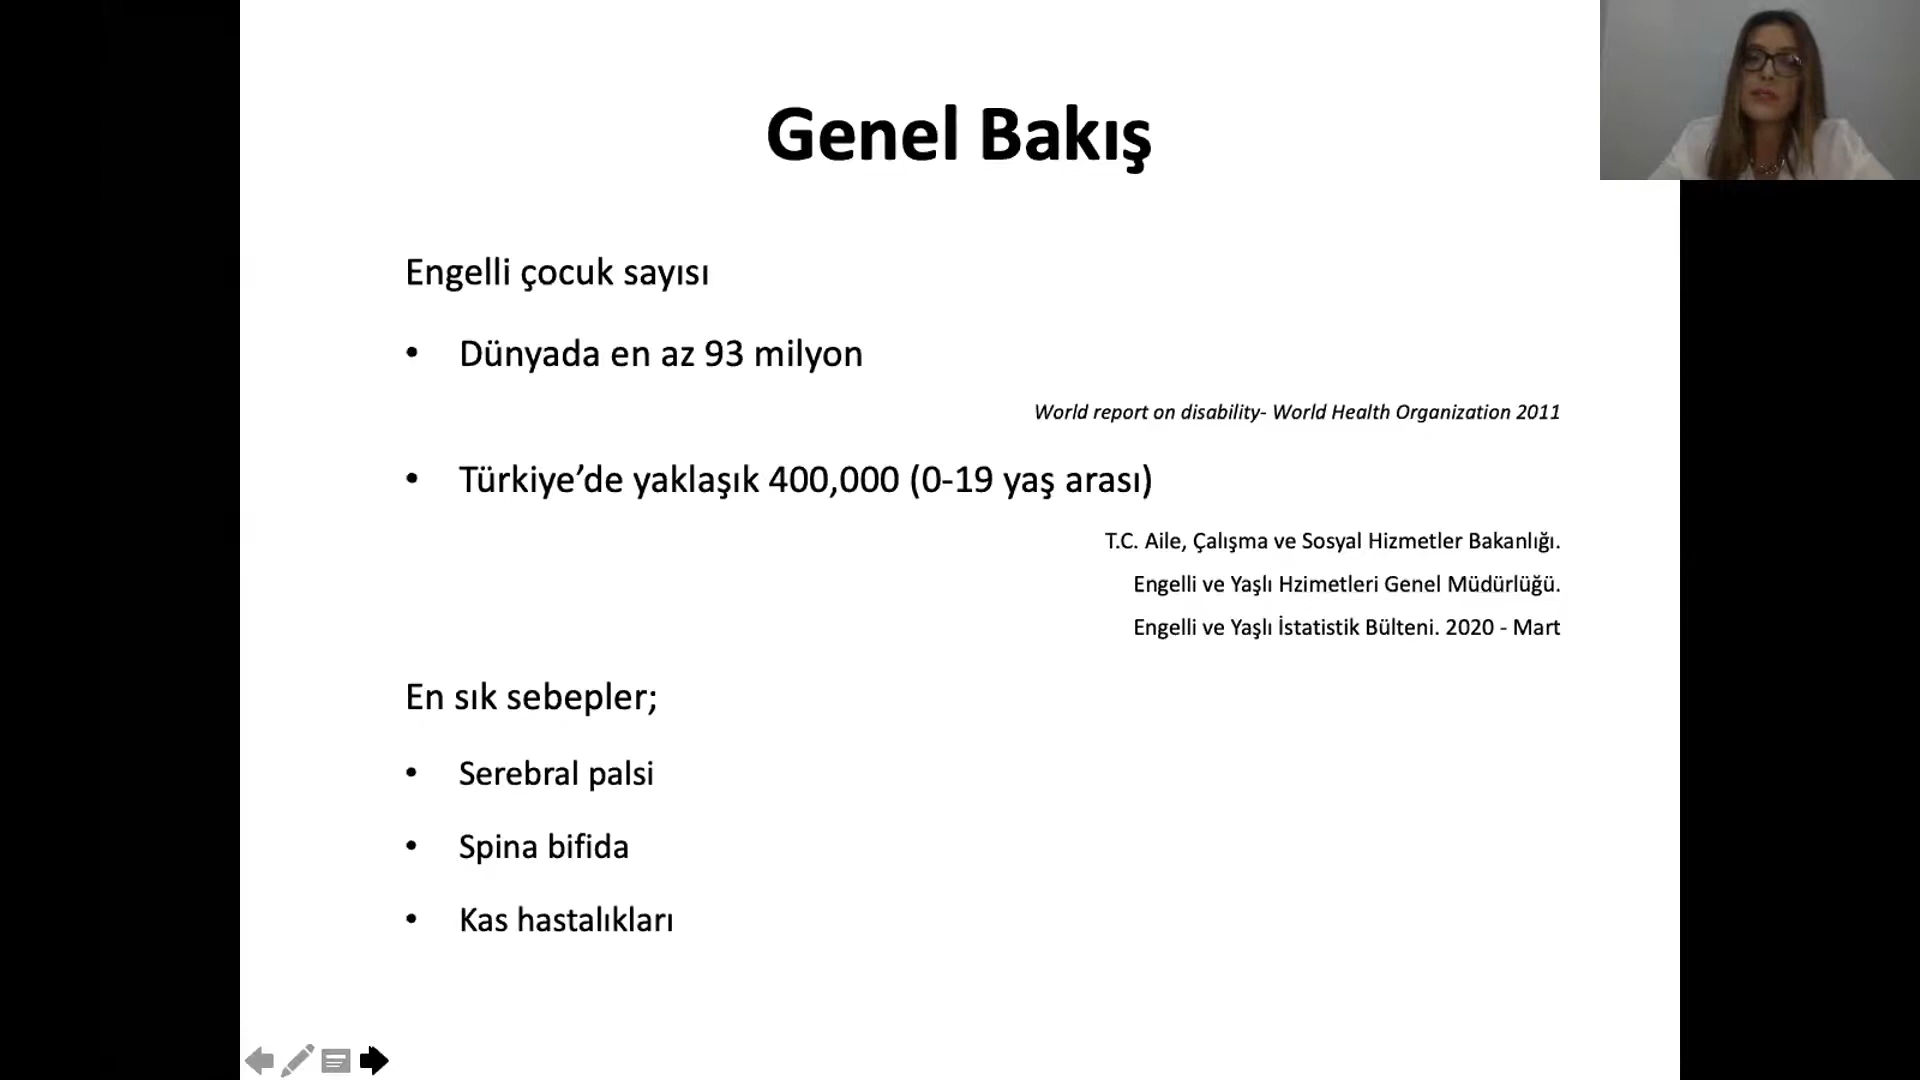 Genel Bakış
Engelli çocuk sayısı
• Dünyada en az 93 milyon
World report on disability- World Health Organization 2011
• Türkiye’de yaklaşık 400,000 (0-19 yaş arası)
T.C. Aile, Çalışma ve Sosyal Hizmetler Bakanlığı.
Engelli ve Yaşlı Hzimetleri Genel Müdürlüğü.
Engelli ve Yaşlı İstatistik Bülteni. 2020 - Mart
En sık sebepler;
• Serebral palsi
• Spina bifida
• Kas hastalıkları